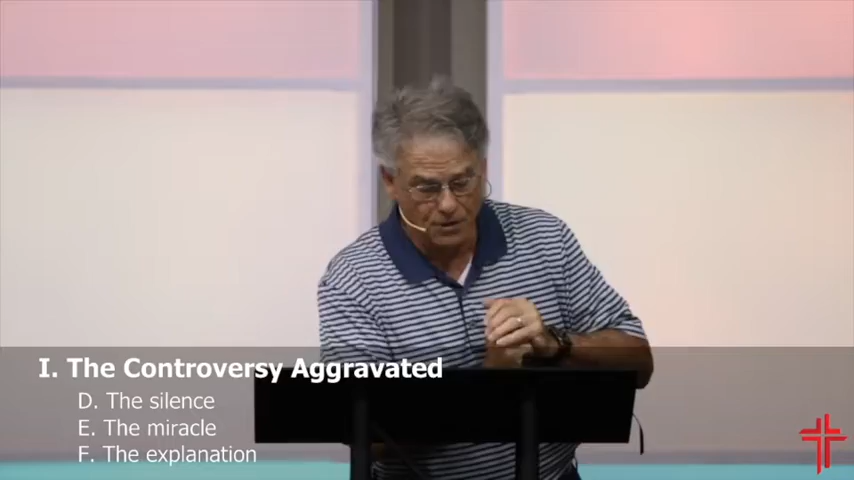 I. The Controversy Aggravated
D. The silence
E. The miracle
F. The explanation